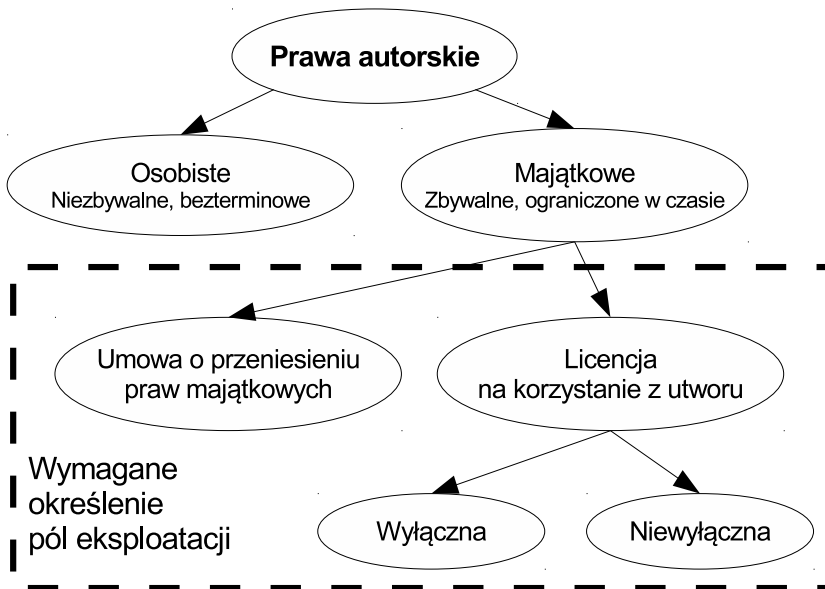 Prawa autorskie
Osobiste
Niezbywalne, bezterminowe
Majątkowe
Zbywalne, ograniczone w czasie
Umowa o przeniesieniu
praw majątkowych
Licencja
na korzystanie z utworu
Wymagane
określenie
pól eksploatacji
Wyłączna
Niewyłączna